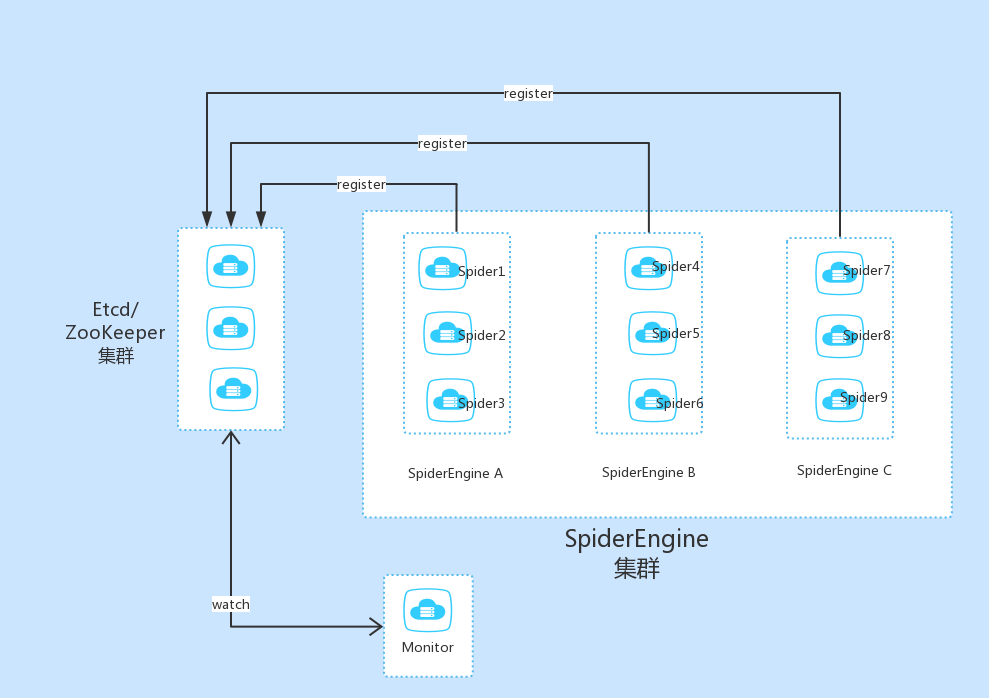 register
register
register
Etcd/
ZooKeeper
集群
Spider1
Spider2
Spider3
SpiderEngine A
Spider4
Spider5
Spider6
SpiderEngine B
Spider7
Spider8
Spider9
SpiderEngine C
SpiderEngine
集群
watch
Monitor